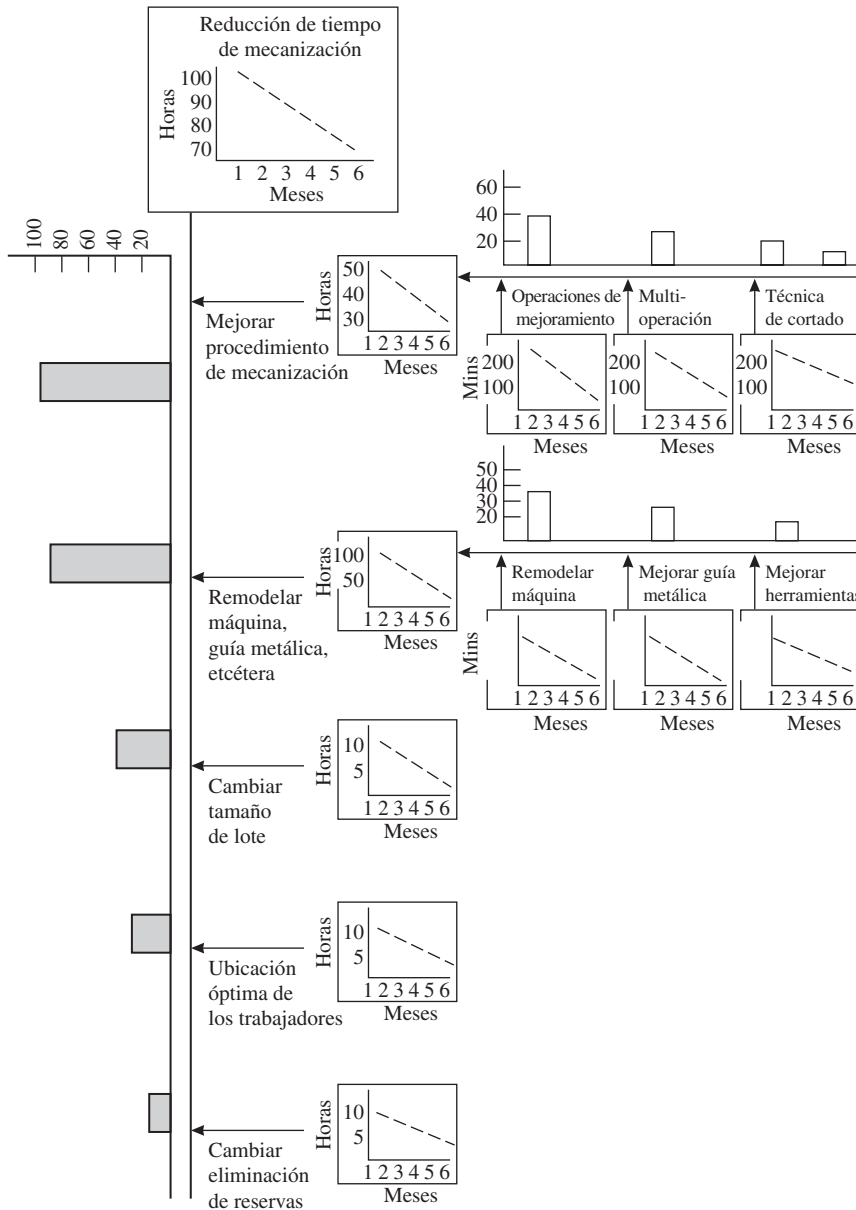 Reducción de tiempo
de mecanización
Horas
100
90
80
70
1 2 3 4 5 6
Meses
100
80
60
40
20
60
40
20
Horas
50
40
30
1 2 3 4 5 6
Meses
Mejorar
procedimiento
de mecanización
Operaciones de
mejoramiento
Multi-
operación
Técnica
de cortado
Mins
200
100
1 2 3 4 5 6
Meses
200
100
1 2 3 4 5 6
Meses
200
100
1 2 3 4 5 6
Meses
50
40
30
20
Horas
100
50
1 2 3 4 5 6
Meses
Remodelar
máquina,
guía metálica,
etcétera
Remodelar
máquina
Mejorar guía
metálica
Mejorar
herramientas
Mins
1 2 3 4 5 6
Meses
1 2 3 4 5 6
Meses
1 2 3 4 5 6
Meses
Horas
10
5
1 2 3 4 5 6
Meses
Cambiar
tamaño
de lote
Horas
10
5
1 2 3 4 5 6
Meses
Ubicación
óptima de
los trabajadores
Horas
10
5
1 2 3 4 5 6
Meses
Cambiar
eliminación
de reservas